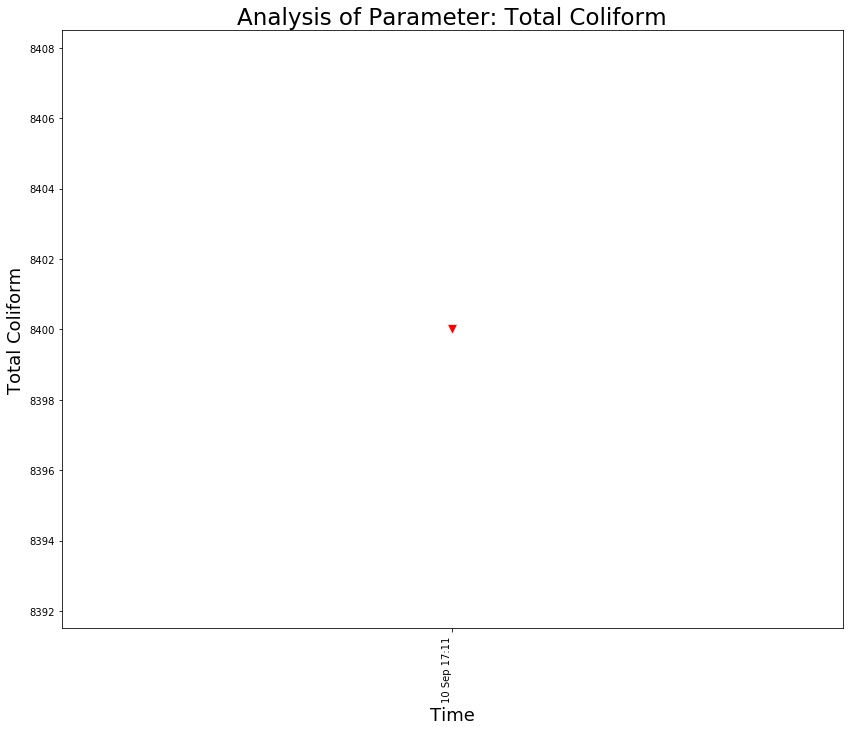 Analysis of Parameter: Total Coliform
8408
8406
8404
8402
8400
8398
8396
8394
8392
Total Coliform
10 Sep 17:11
Time